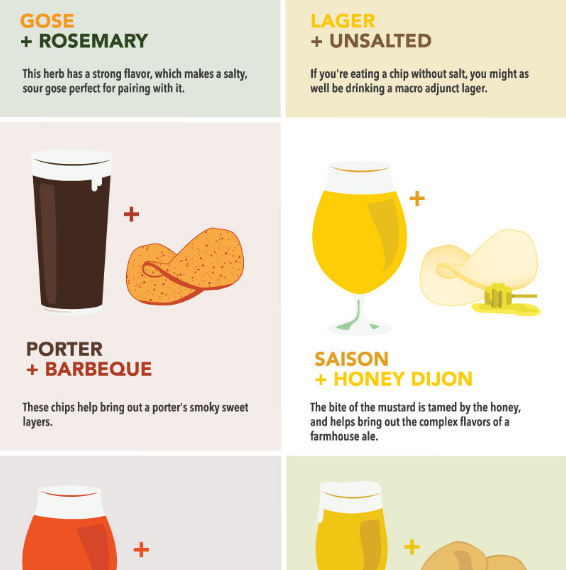 GOSE
+ ROSEMARY
This herb has a strong flavor, which makes a salty,
sour gose perfect for pairing with it.
LAGER
+ UNSALTED
If you're eating a chip without salt, you might as
well be drinking a macro adjunct lager.
+
PORTER
+ BARBEQUE
These chips help bring out a porter's smoky sweet
layers.
+
SAISON
+ HONEY DIJON
The bite of the mustard is tamed by the honey,
and helps bring out the complex flavors of a
farmhouse ale.
+
+